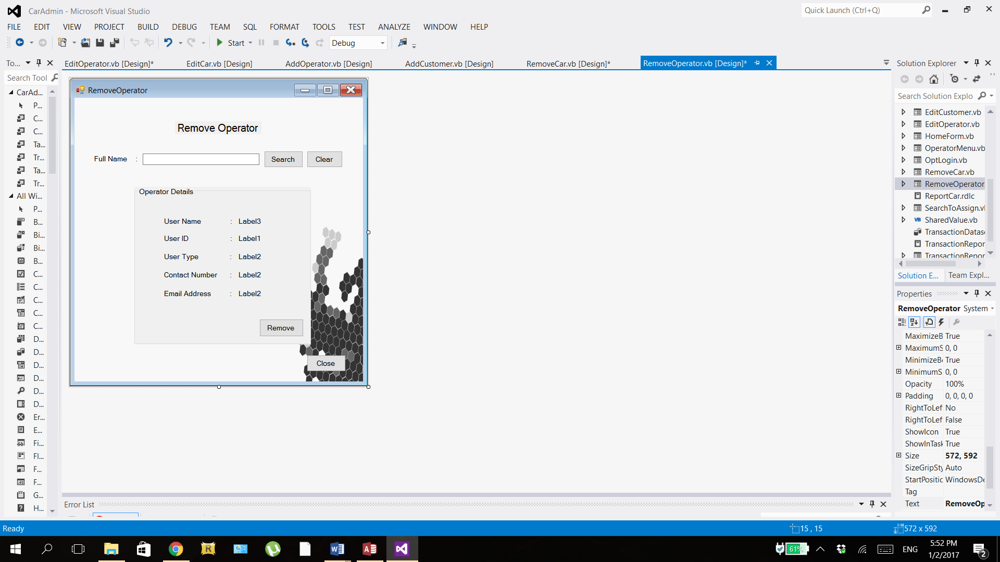 CarAdmin - Microsoft Visual Studio
Quick Launch (Ctrl+Q)
FILE EDIT VIEW PROJECT BUILD DEBUG TEAM SQL FORMAT TOOLS TEST ANALYZE WINDOW HELP
Start Debug
To...
EditOperator.vb [Design]* EditCar.vb [Design] AddOperator.vb [Design] AddCustomer.vb [Design] RemoveCar.vb [Design]* RemoveOperator.vb [Design]*
Search Tool
CarAd...
P...
C...
C...
Ta...
Tr...
Ta...
Tr...
All Wi...
P...
B...
Bi...
Bi...
B...
C...
C...
C...
C...
C...
D...
D...
D...
D...
D...
D...
Er...
E...
Fi...
Fl...
F...
F...
G...
H...
RemoveOperator
Remove Operator
Full Name : Search Clear
Operator Details
User Name : Label3
User ID : Label1
User Type : Label2
Contact Number : Label2
Email Address : Label2
Remove
Close
Error List
Solution Explorer
Search Solution Explo
EditCustomer.vb
EditOperator.vb
HomeForm.vb
OperatorMenu.vb
OptLogin.vb
RemoveCar.vb
RemoveOperator.
ReportCar.rdlc
SearchToAssign.v
SharedValue.vb
TransactionDatas
TransactionRepor
TransactionRepor
Solution E... Team Expl...
Properties
RemoveOperator System
MaximizeB True
MaximumS 0, 0
MinimizeB True
MinimumS 0, 0
Opacity 100%
Padding 0, 0, 0, 0
RightToLef No
RightToLef False
ShowIcon True
ShowInTask True
Size 572, 592
SizeGripSty Auto
StartPositic WindowsDe
Tag
Text RemoveOp
Ready 15 , 15 572 x 592
61% ENG 5:52 PM
1/2/2017
2